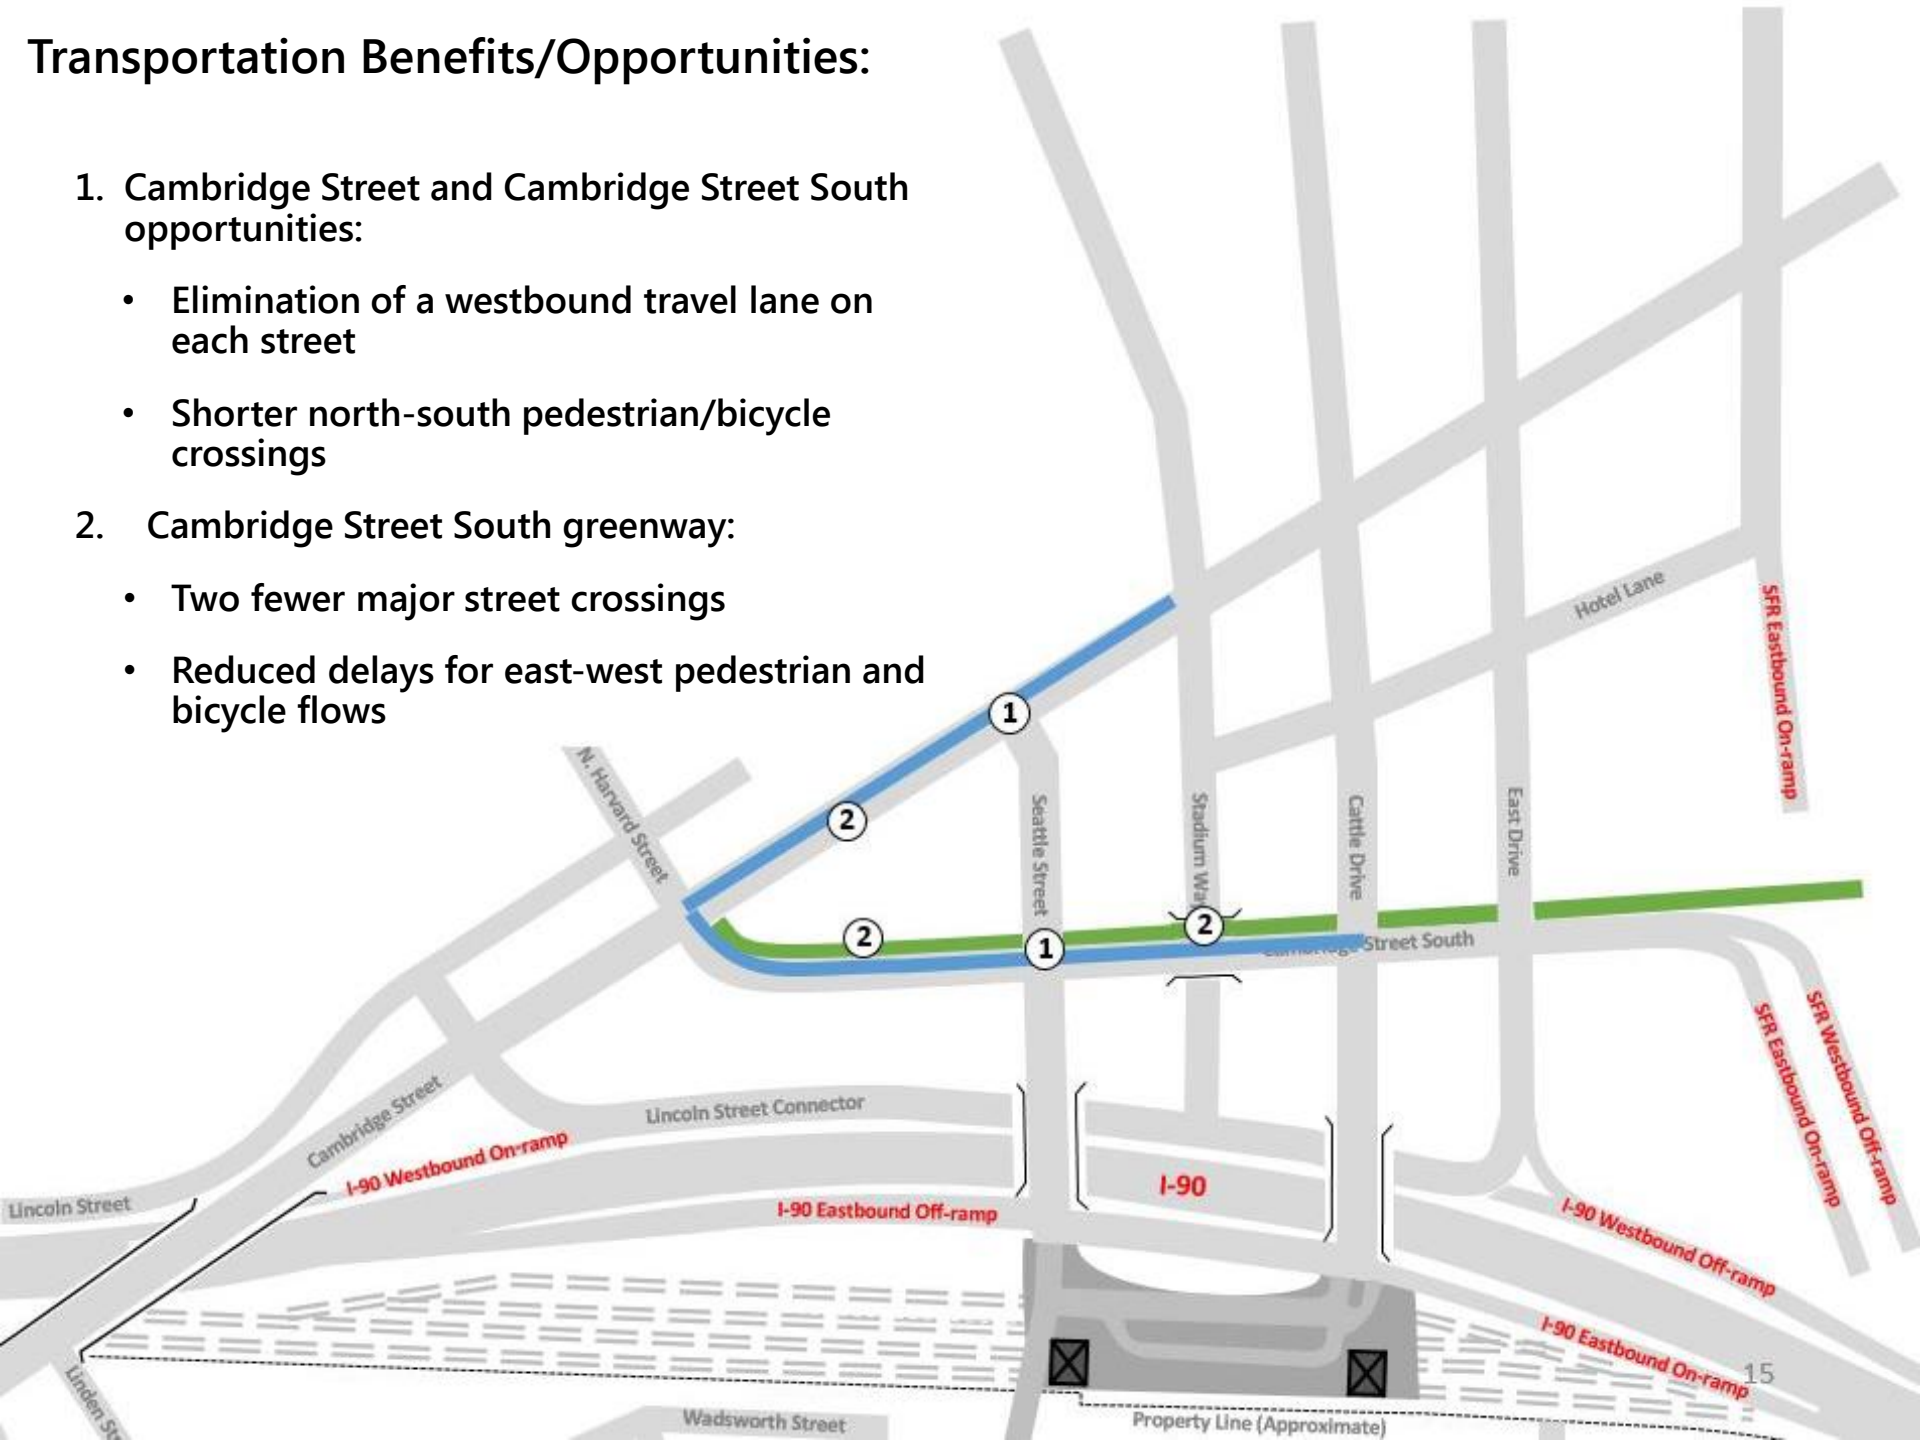 Transportation Benefits/Opportunities:
1. Cambridge Street and Cambridge Street South
opportunities:
• Elimination of a westbound travel lane on
each street
• Shorter north-south pedestrian/bicycle
crossings
2. Cambridge Street South greenway:
• Two fewer major street crossings
• Reduced delays for east-west pedestrian and
bicycle flows
Hotel Lane
SFR Eastbound On-ramp
1
2
N. Harvard Street
Seattle Street
Stadium Way
Cattle Drive
East Drive
2
1
2
Cambridge Street South
SFR Eastbound On-ramp
SFR Westbound Off-ramp
Cambridge Street
Lincoln Street Connector
I-90 Westbound On-ramp
Lincoln Street
I-90 Eastbound Off-ramp
I-90
I-90 Westbound Off-ramp
I-90 Eastbound On-ramp
15
Linden Str
Wadsworth Street
Property Line (Approximate)